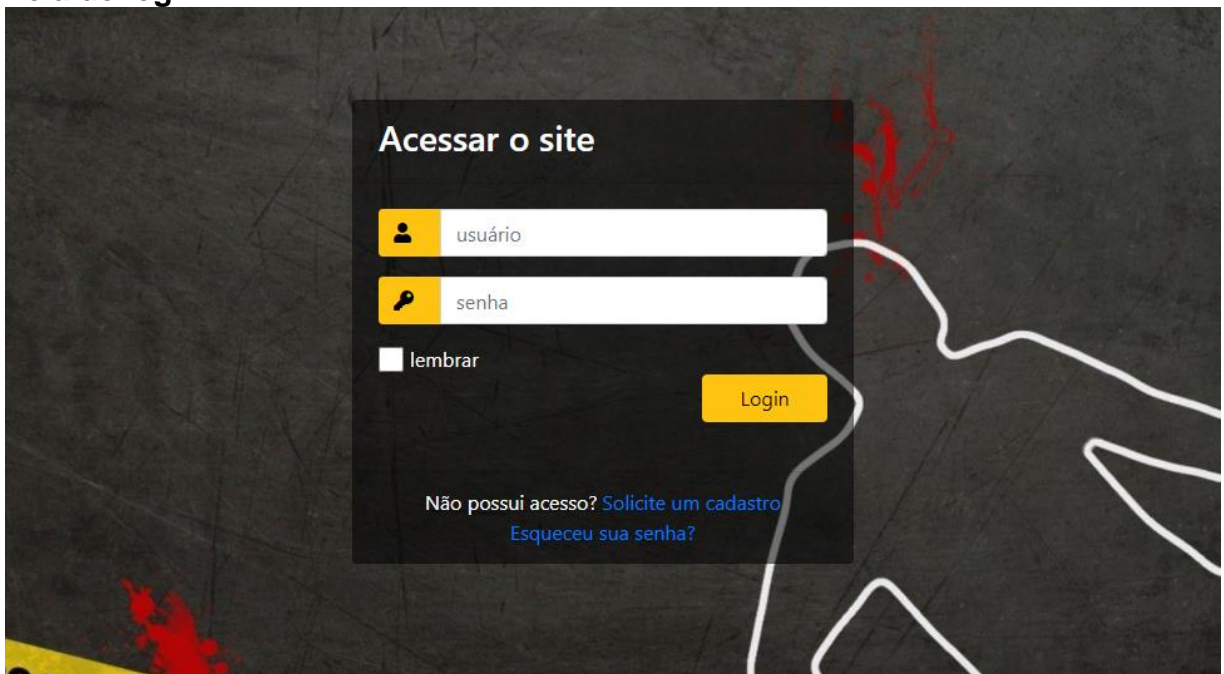 Acessar o site
usuário
senha
lembrar
Login
Não possui acesso? Solicite um cadastro
Esqueceu sua senha?